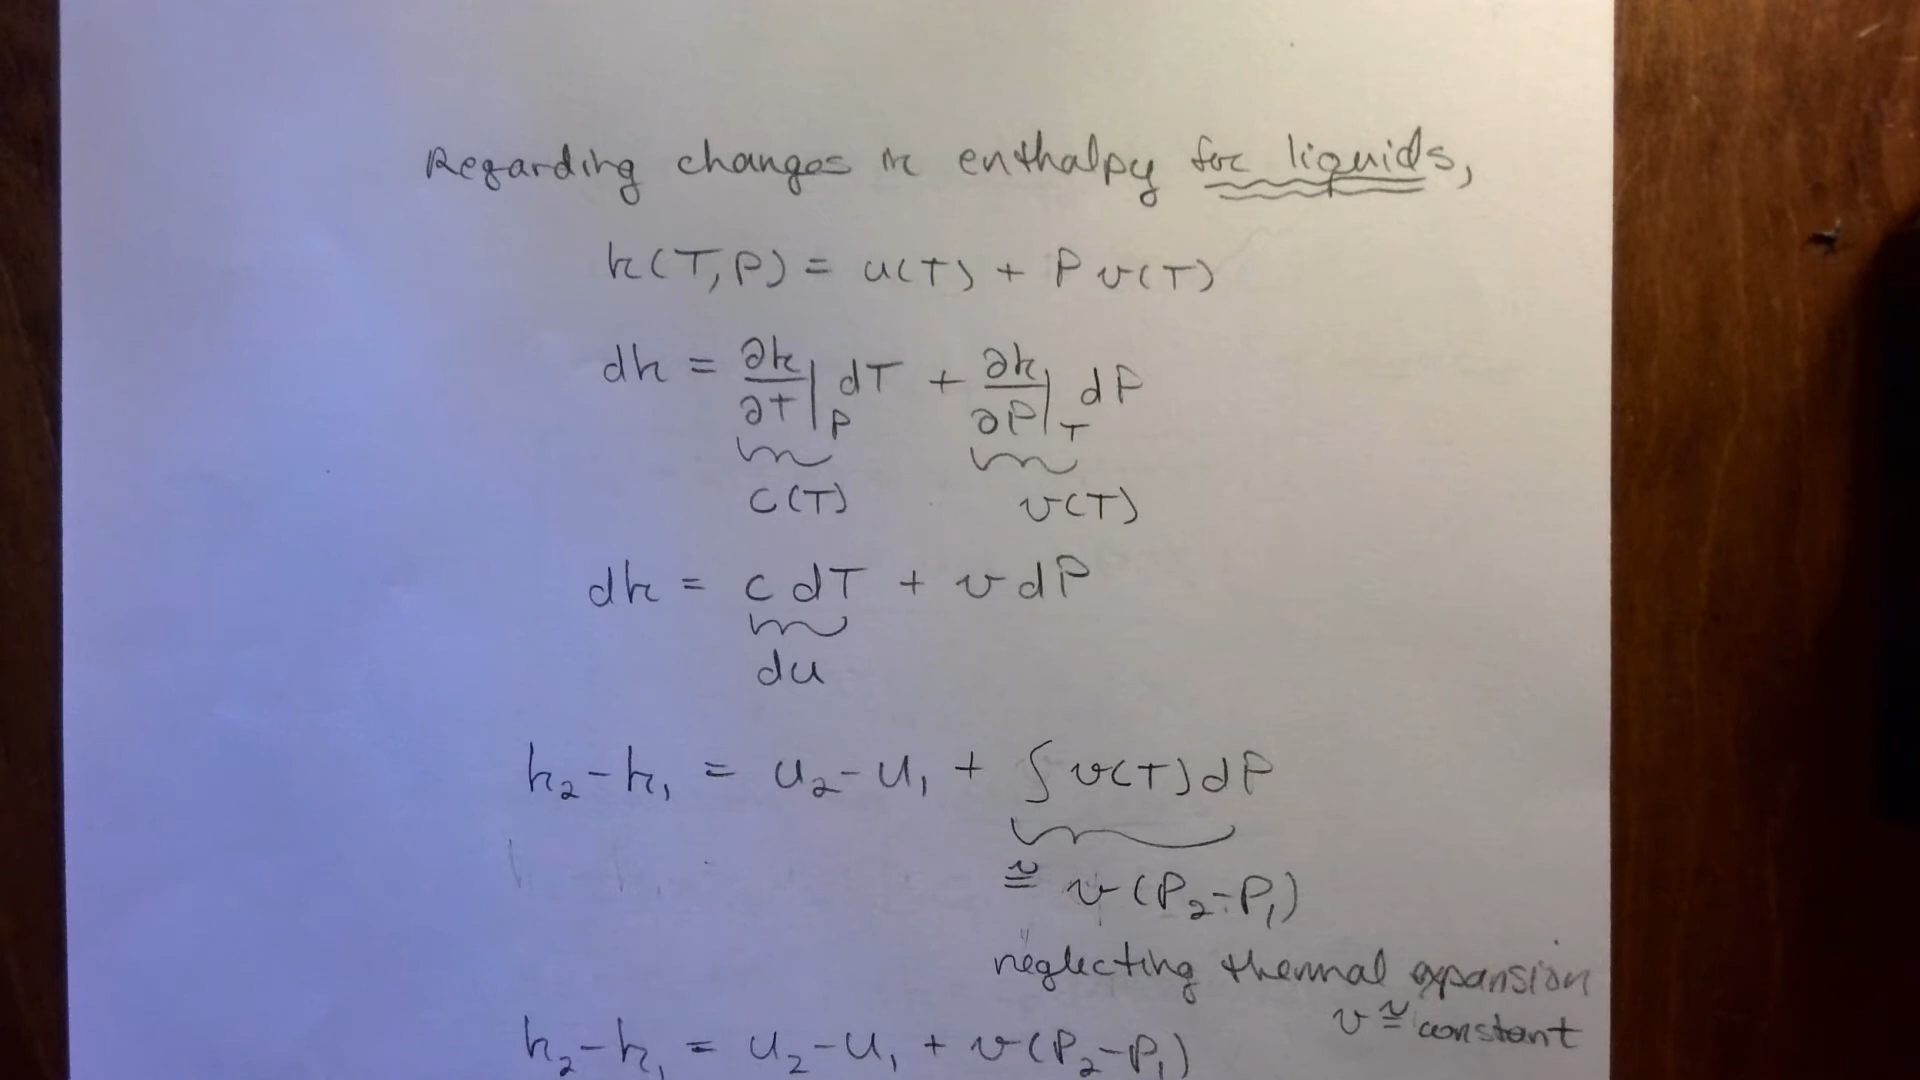 Regarding changes in enthalpy for liquids,
h(T,P) = u(T) + P v(T)
dh = ∂h/∂T|P dT + ∂h/∂P|T dP
c(T) v(T)
dh = c dT + v dP
du
h₂-h₁ = u₂-u₁ + ∫ v(T) dP
≅ v(P₂-P₁)
neglecting thermal expansion
v ≅ constant
h₂-h₁ = u₂-u₁ + v(P₂-P₁)